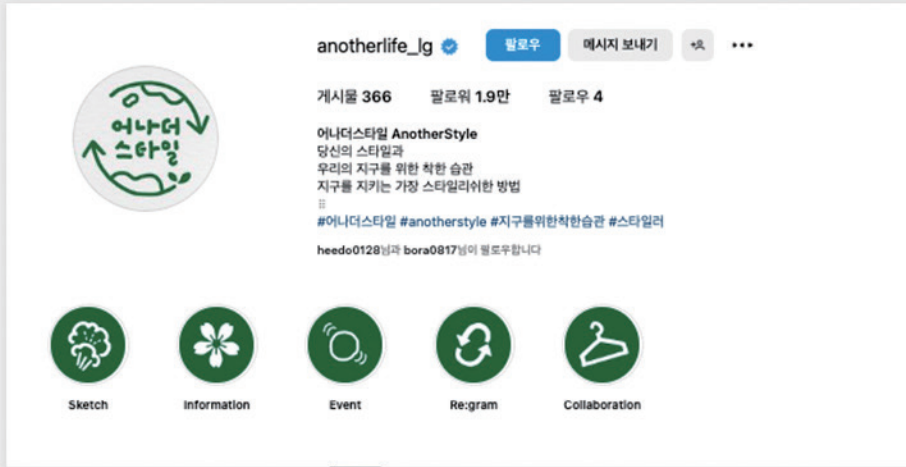 anotherlife_lg 팔로우 메시지 보내기
게시물 366 팔로워 1.9만 팔로우 4
어나더
스타일
어나더스타일 AnotherStyle
당신의 스타일과
우리의 지구를 위한 착한 습관
지구를 지키는 가장 스타일리쉬한 방법
#어나더스타일 #anotherstyle #지구를위한착한습관 #스타일러
heedo0128님과 bora0817님이 팔로우합니다
Sketch Information Event Re:gram Collaboration